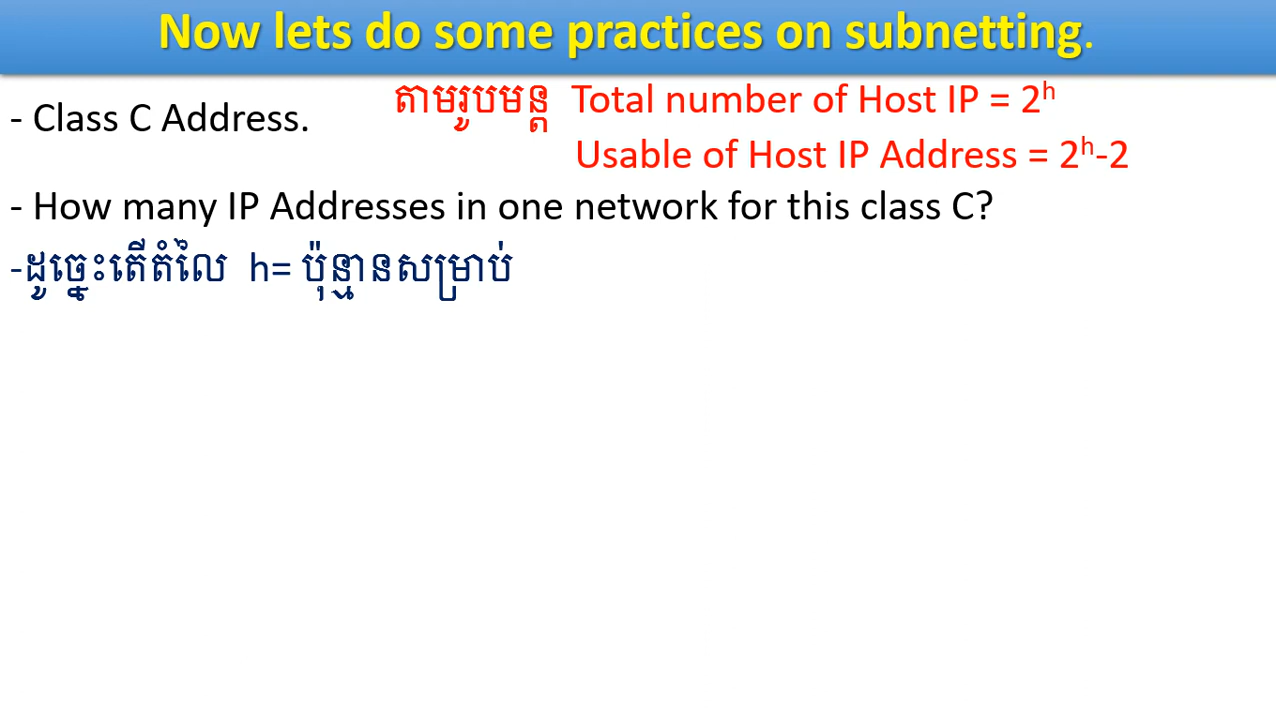 Now lets do some practices on subnetting.
- Class C Address.
តាមរូបមន្ត Total number of Host IP = 2ʰ
Usable of Host IP Address = 2ʰ-2
- How many IP Addresses in one network for this class C?
-ដូច្នេះតើតំលៃ h= ប៉ុន្មានសម្រាប់